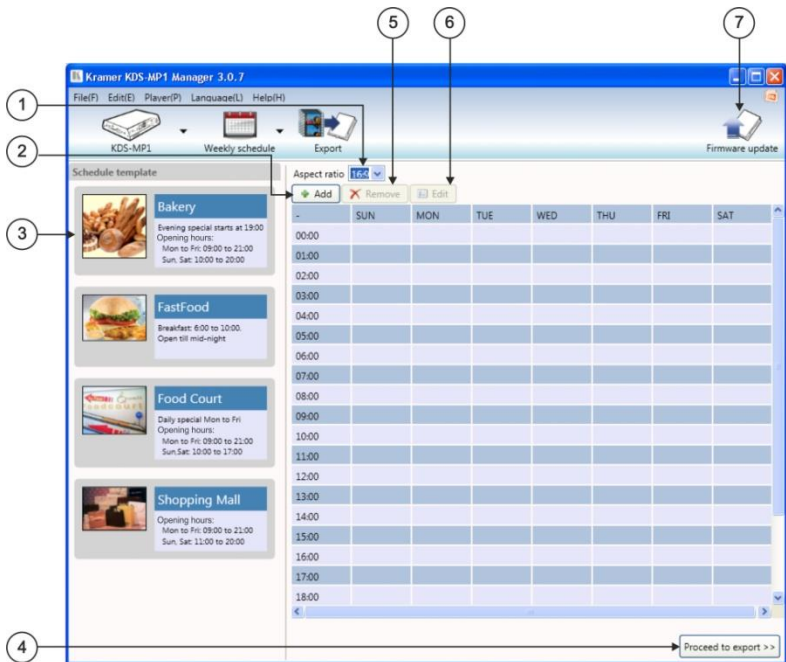 5
6
7
Kramer KDS-MP1 Manager 3.0.7
File(F) Edit(E) Player(P) Language(L) Help(H)
1
KDS-MP1
Weekly schedule
Export
Firmware update
2
Schedule template
Aspect ratio 16:9
Add
Remove
Edit
3
Bakery
Evening special starts at 19:00
Opening hours:
Mon to Fri: 09:00 to 21:00
Sun, Sat: 10:00 to 20:00
FastFood
Breakfast: 6:00 to 10:00.
Open till mid-night
Food Court
Daily special Mon to Fri
Opening hours:
Mon to Fri: 09:00 to 21:00
Sun,Sat: 10:00 to 17:00
Shopping Mall
Opening hours:
Mon to Fri: 09:00 to 21:00
Sun, Sat: 11:00 to 20:00
- SUN MON TUE WED THU FRI SAT
00:00
01:00
02:00
03:00
04:00
05:00
06:00
07:00
08:00
09:00
10:00
11:00
12:00
13:00
14:00
15:00
16:00
17:00
18:00
4
Proceed to export >>